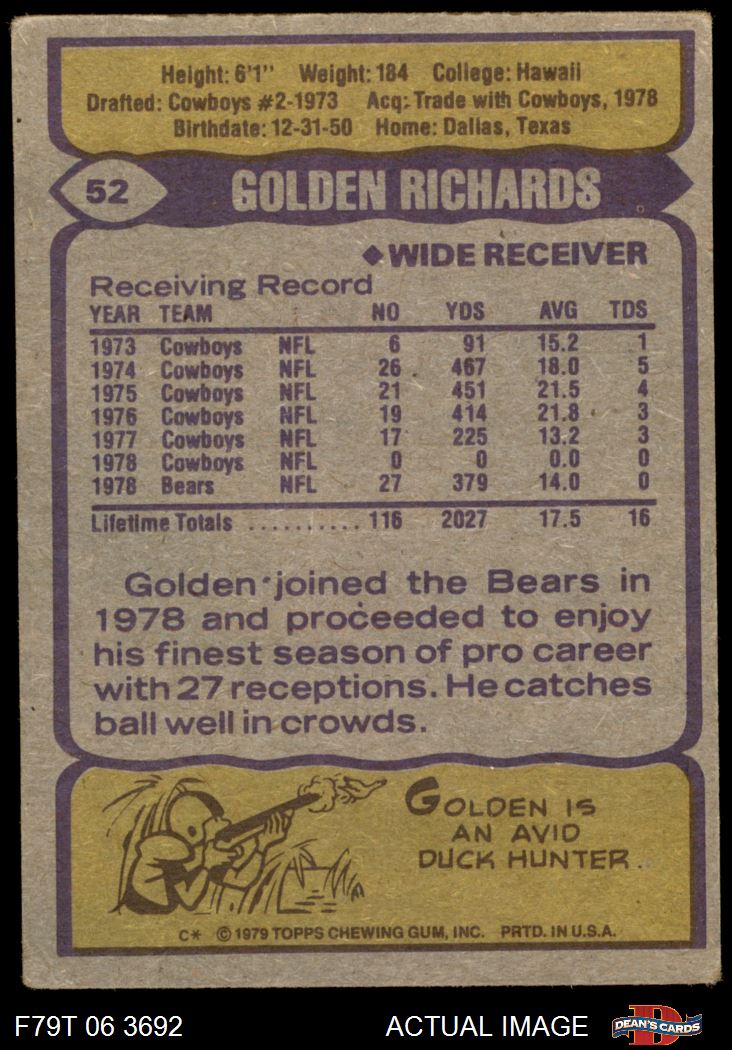 Height: 6'1" Weight: 184 College: Hawaii
Drafted: Cowboys #2-1973 Acq: Trade with Cowboys, 1978
Birthdate: 12-31-50 Home: Dallas, Texas
52 GOLDEN RICHARDS
◆WIDE RECEIVER
Receiving Record
YEAR TEAM NO YDS AVG TDS
1973 Cowboys NFL 6 91 15.2 1
1974 Cowboys NFL 26 467 18.0 5
1975 Cowboys NFL 21 451 21.5 4
1976 Cowboys NFL 19 414 21.8 3
1977 Cowboys NFL 17 225 13.2 3
1978 Cowboys NFL 0 0 0.0 0
1978 Bears NFL 27 379 14.0 0
Lifetime Totals .......... 116 2027 17.5 16
Golden joined the Bears in
1978 and proceeded to enjoy
his finest season of pro career
with 27 receptions. He catches
ball well in crowds.
GOLDEN IS
AN AVID
DUCK HUNTER.
C* © 1979 TOPPS CHEWING GUM, INC. PRTD. IN U.S.A.
F79T 06 3692 ACTUAL IMAGE D DEAN'S CARDS